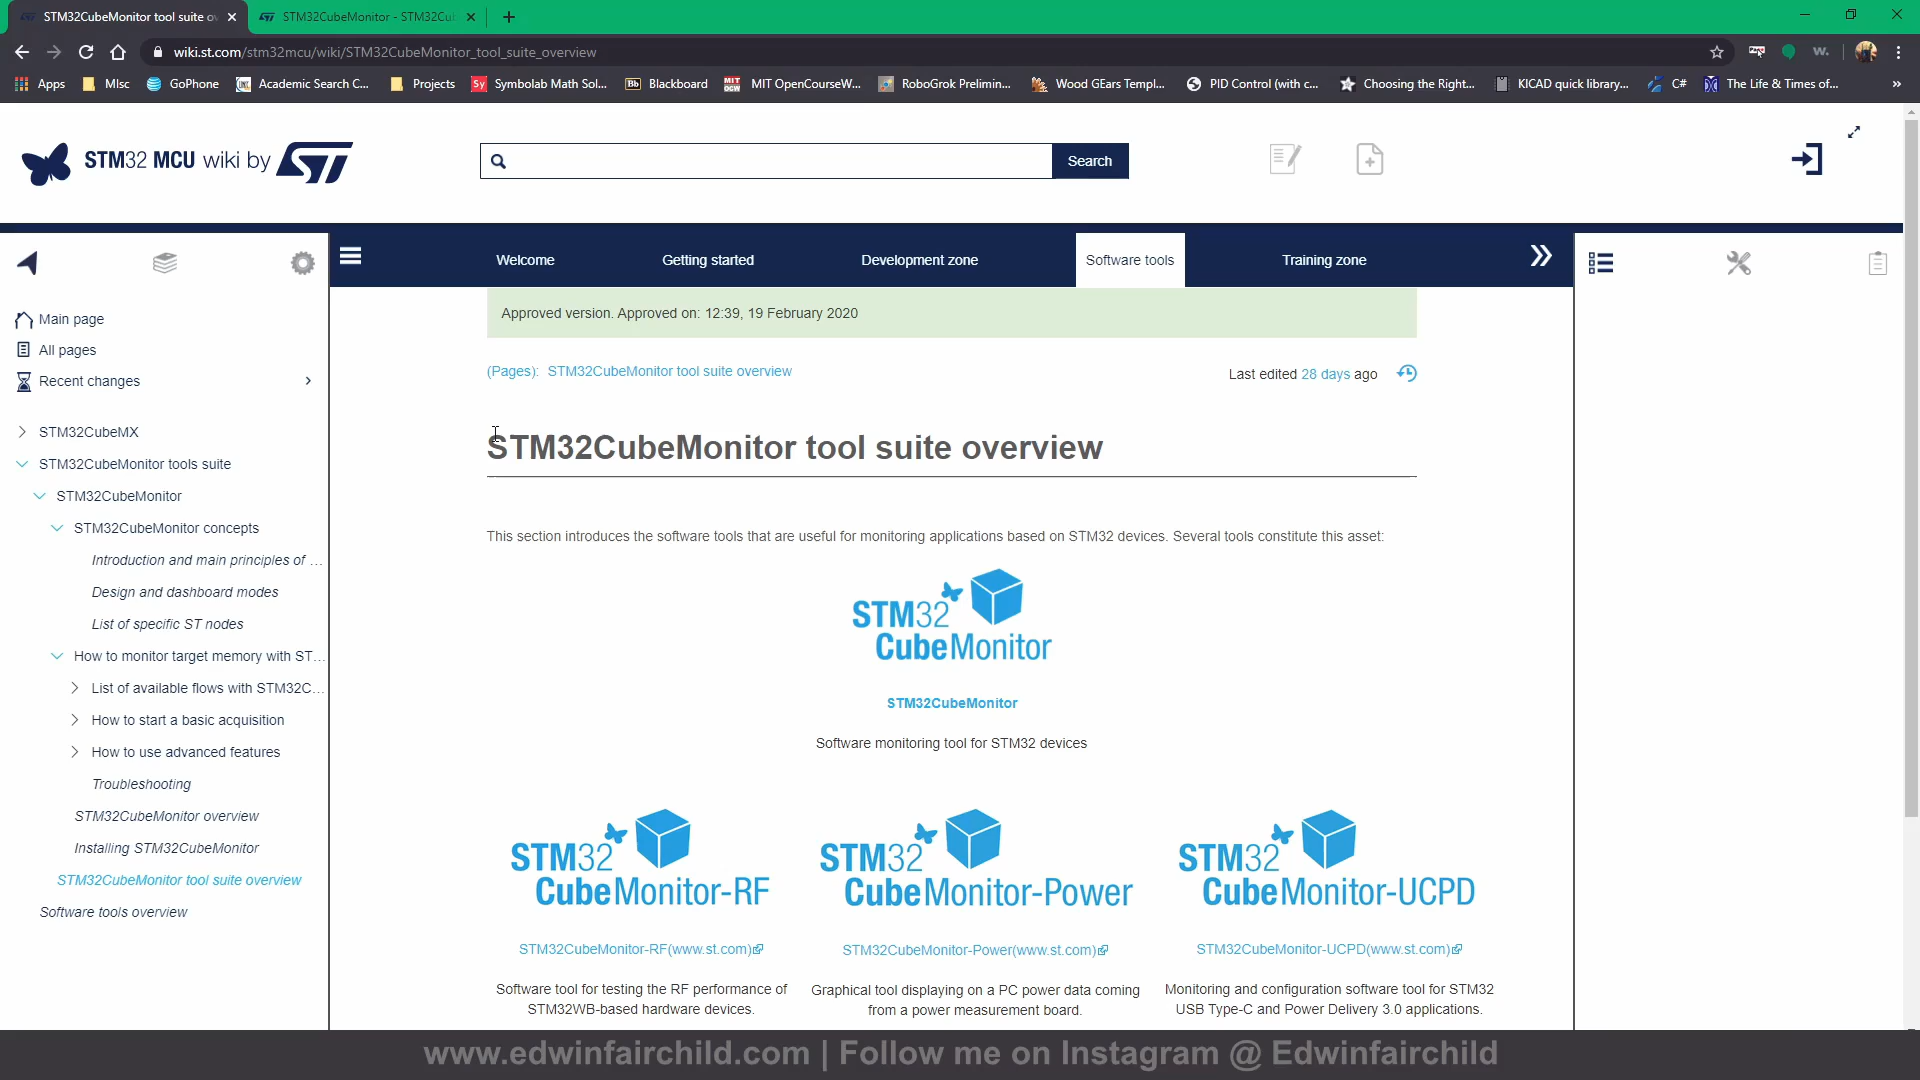 STM32CubeMonitor tool suite ov
STM32CubeMonitor - STM32Cu
wiki.st.com/stm32mcu/wiki/STM32CubeMonitor_tool_suite_overview
Apps
MIsc
GoPhone
Academic Search C...
Projects
Symbolab Math Sol...
Blackboard
MIT OpenCourseW...
RoboGrok Prelimin...
Wood GEars Templ...
PID Control (with c...
Choosing the Right...
KICAD quick library...
C#
The Life & Times of...
STM32 MCU wiki by ST
Search
Welcome
Getting started
Development zone
Software tools
Training zone
Main page
All pages
Recent changes
STM32CubeMX
STM32CubeMonitor tools suite
STM32CubeMonitor
STM32CubeMonitor concepts
Introduction and main principles of ...
Design and dashboard modes
List of specific ST nodes
How to monitor target memory with ST...
List of available flows with STM32C...
How to start a basic acquisition
How to use advanced features
Troubleshooting
STM32CubeMonitor overview
Installing STM32CubeMonitor
STM32CubeMonitor tool suite overview
Software tools overview
Approved version. Approved on: 12:39, 19 February 2020
(Pages): STM32CubeMonitor tool suite overview
Last edited 28 days ago
STM32CubeMonitor tool suite overview
This section introduces the software tools that are useful for monitoring applications based on STM32 devices. Several tools constitute this asset:
STM32
CubeMonitor
STM32CubeMonitor
Software monitoring tool for STM32 devices
STM32
CubeMonitor-RF
STM32CubeMonitor-RF(www.st.com)
Software tool for testing the RF performance of
STM32WB-based hardware devices.
STM32
CubeMonitor-Power
STM32CubeMonitor-Power(www.st.com)
Graphical tool displaying on a PC power data coming
from a power measurement board.
STM32
CubeMonitor-UCPD
STM32CubeMonitor-UCPD(www.st.com)
Monitoring and configuration software tool for STM32
USB Type-C and Power Delivery 3.0 applications.
www.edwinfairchild.com | Follow me on Instagram @ Edwinfairchild